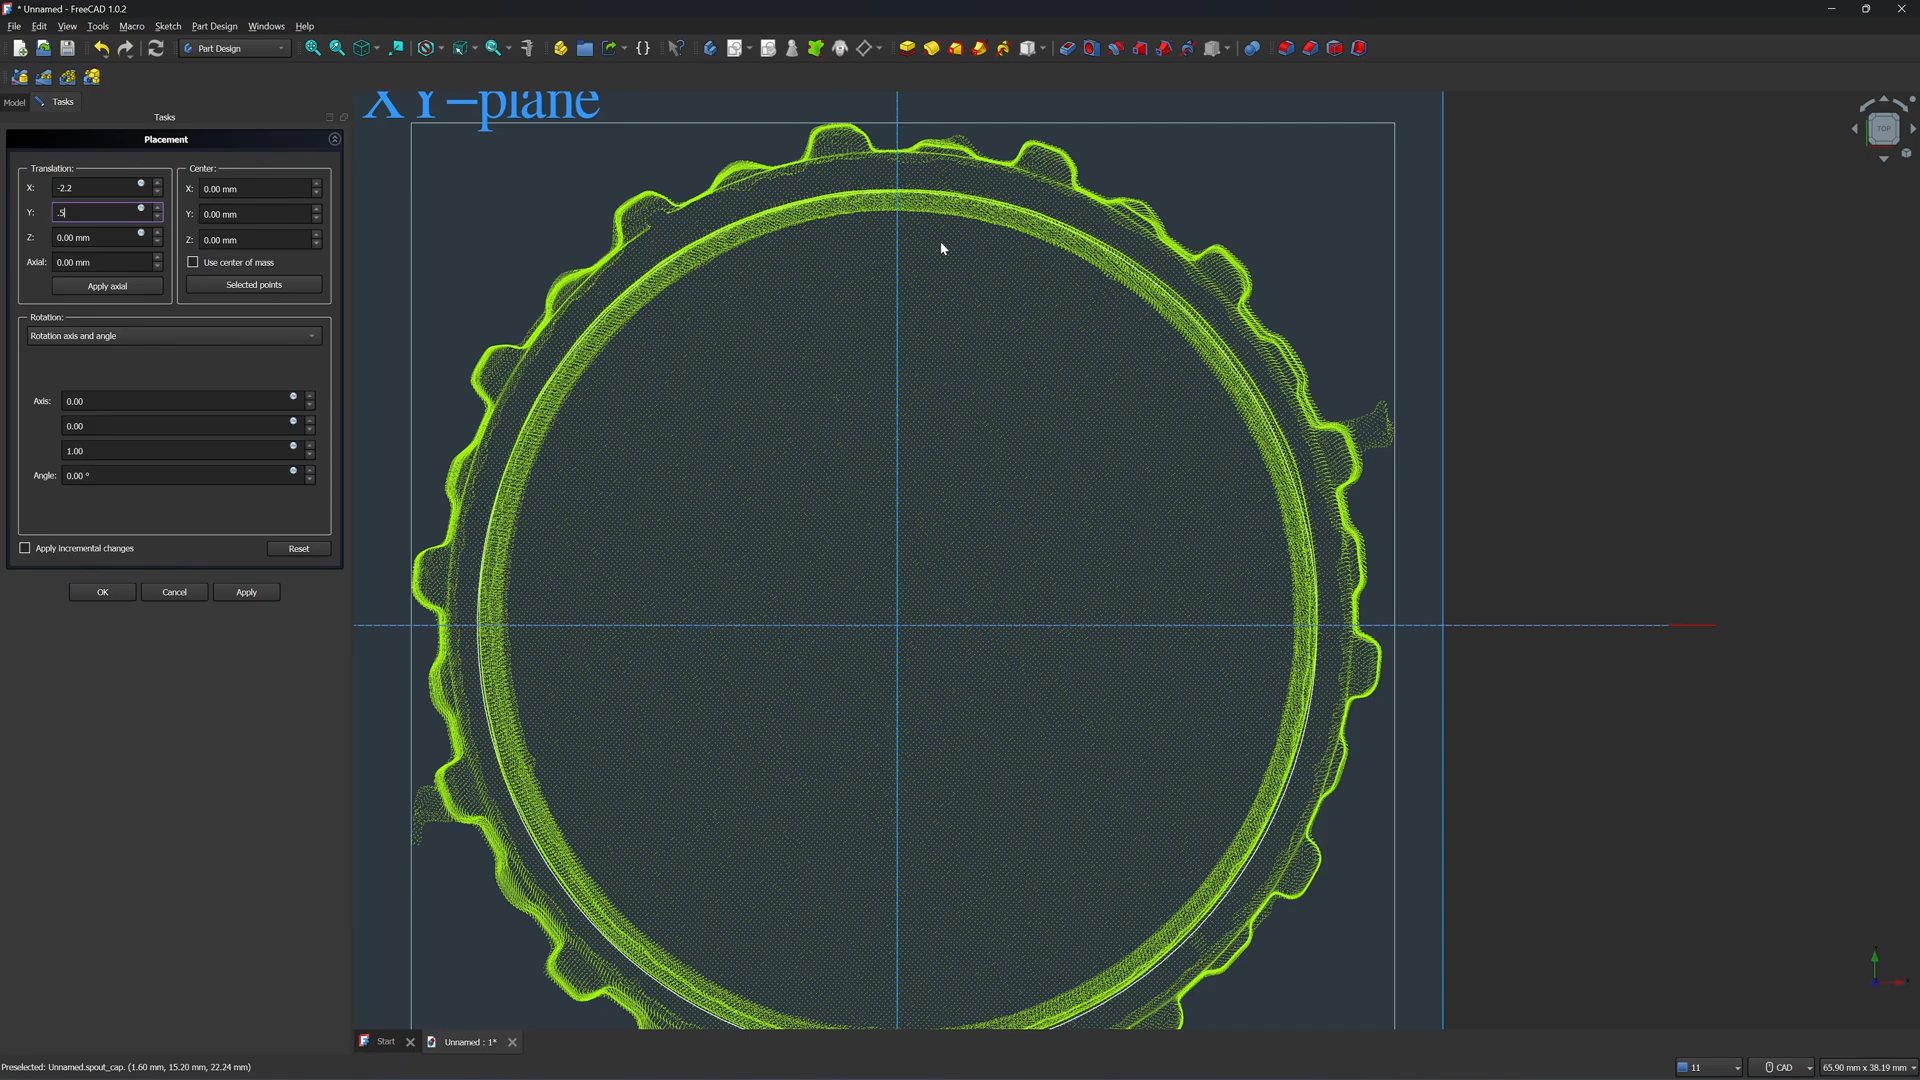 * Unnamed - FreeCAD 1.0.2
File Edit View Tools Macro Sketch Part Design Windows Help
Part Design
Model Tasks
Tasks
Placement
Translation:
Center:
X: -2.2
X: 0.00 mm
Y: .5
Y: 0.00 mm
Z: 0.00 mm
Z: 0.00 mm
Axial: 0.00 mm
Use center of mass
Apply axial
Selected points
Rotation:
Rotation axis and angle
Axis: 0.00
0.00
1.00
Angle: 0.00 °
Apply incremental changes
Reset
OK Cancel Apply
XY-plane
TOP
Start
Unnamed : 1*
Preselected: Unnamed.spout_cap. (1.60 mm, 15.20 mm, 22.24 mm)
11
CAD
65.90 mm x 38.19 mm